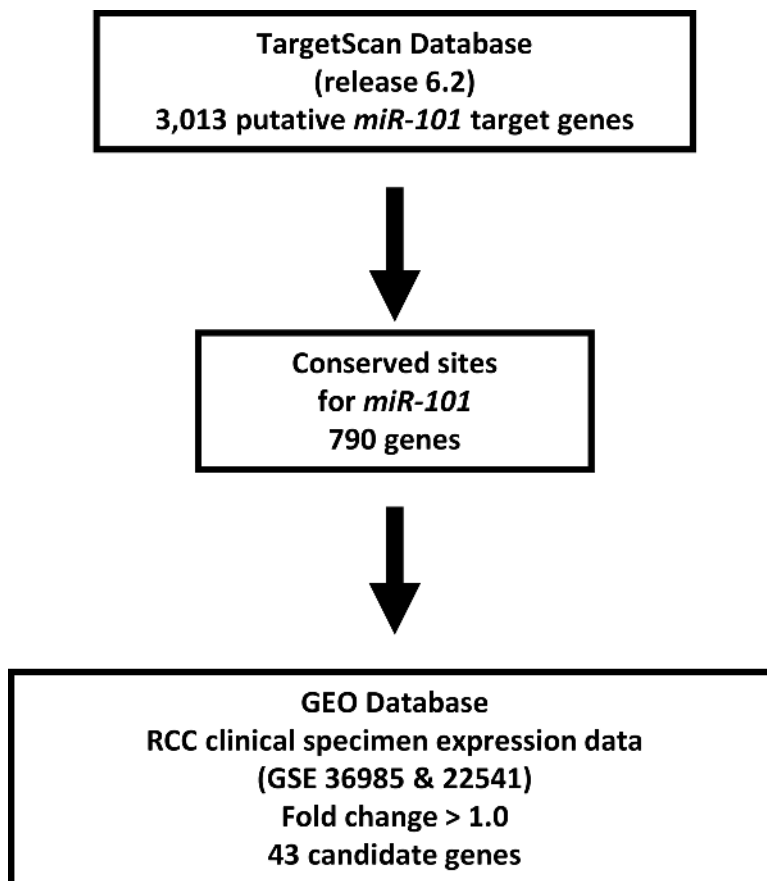 TargetScan Database
(release 6.2)
3,013 putative miR-101 target genes
Conserved sites
for miR-101
790 genes
GEO Database
RCC clinical specimen expression data
(GSE 36985 & 22541)
Fold change > 1.0
43 candidate genes